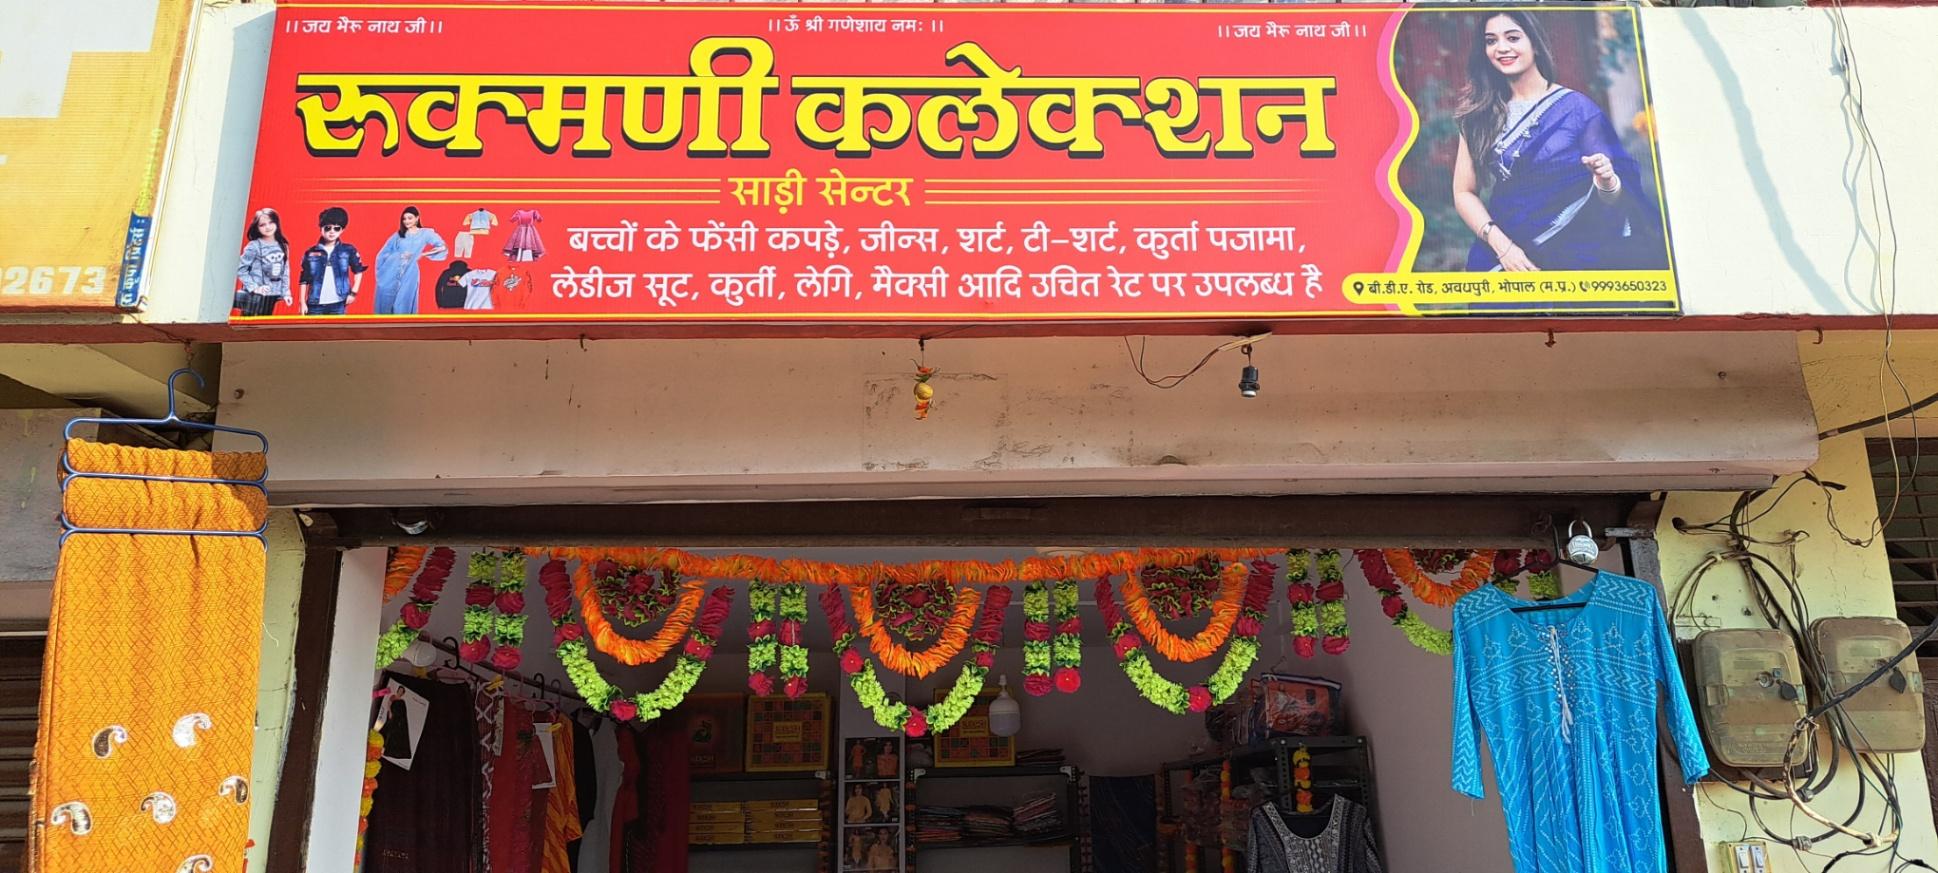 ।। जय भैरू नाथ जी ।।
।। ॐ श्री गणेशाय नमः ।।
।। जय भैरू नाथ जी ।।
रूक्मणी कलेक्शन
साड़ी सेन्टर
बच्चों के फेंसी कपड़े, जीन्स, शर्ट, टी-शर्ट, कुर्ता पजामा,
लेडीज सूट, कुर्ती, लेगि, मैक्सी आदि उचित रेट पर उपलब्ध है
बी.डी.ए. रोड, अवधपुरी, भोपाल (म.प्र.) 9993650323
02673